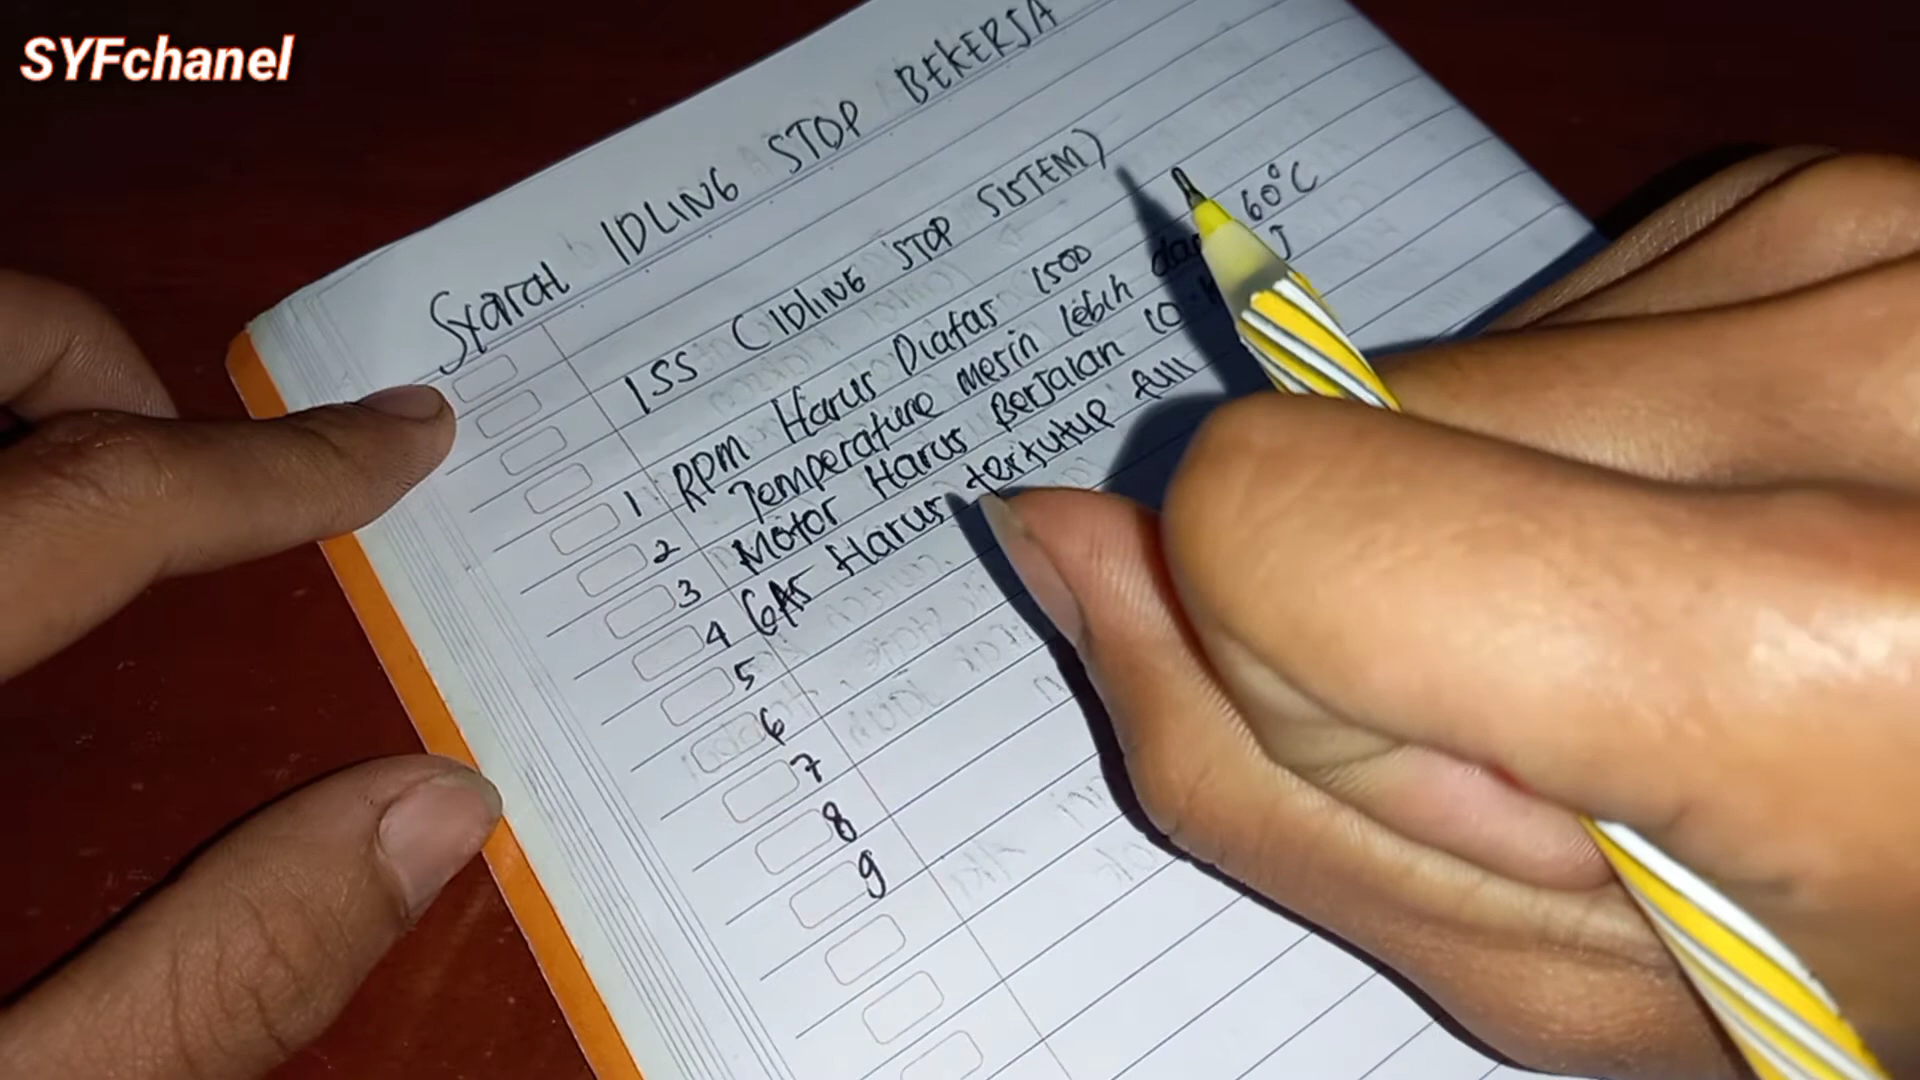 SYFchanel
Syarat IDLING STOP BEKERJA
ISS (IDLING STOP SISTEM)
1 RPM Harus Diatas 1500
2 Temperature mesin lebih dari 60°C
3 Motor Harus Berjalan 10
4 GAS Harus tertutup full
5
6
7
8
9